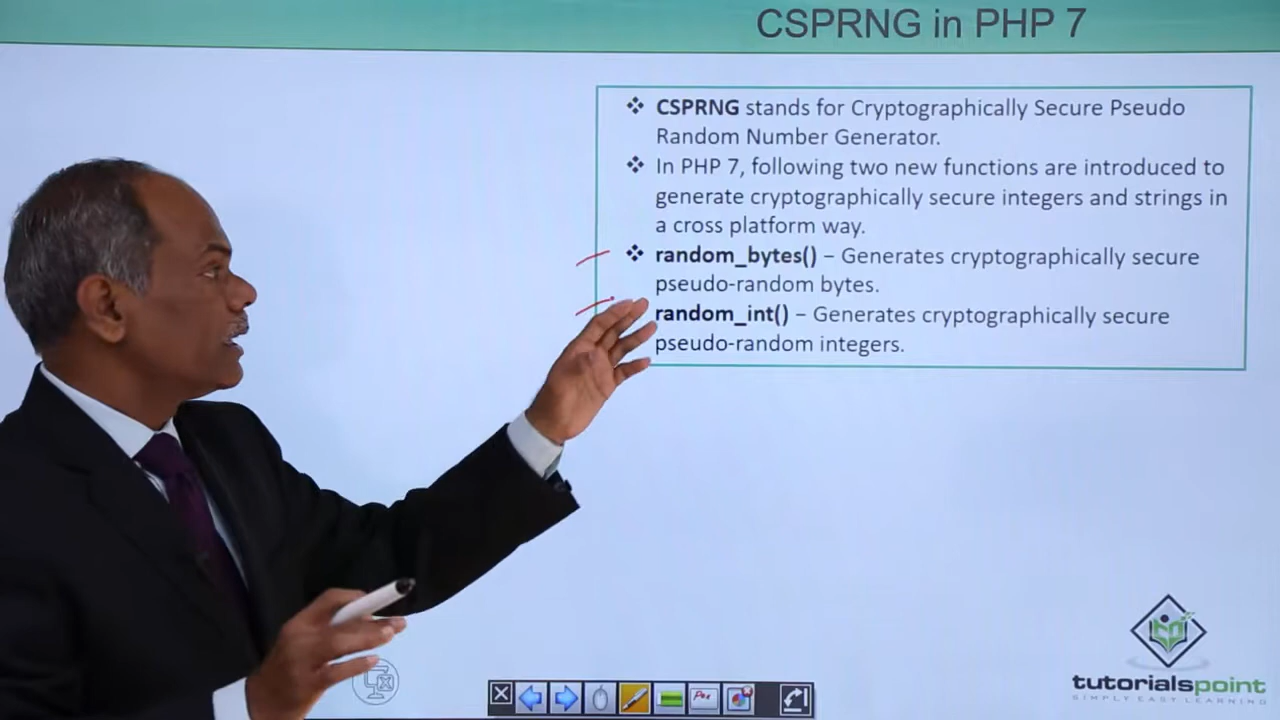 CSPRNG in PHP 7
CSPRNG stands for Cryptographically Secure Pseudo
Random Number Generator.
In PHP 7, following two new functions are introduced to
generate cryptographically secure integers and strings in
a cross platform way.
random_bytes() – Generates cryptographically secure
pseudo-random bytes.
random_int() – Generates cryptographically secure
pseudo-random integers.
Pen
tutorialspoint
SIMPLY EASY LEARNING